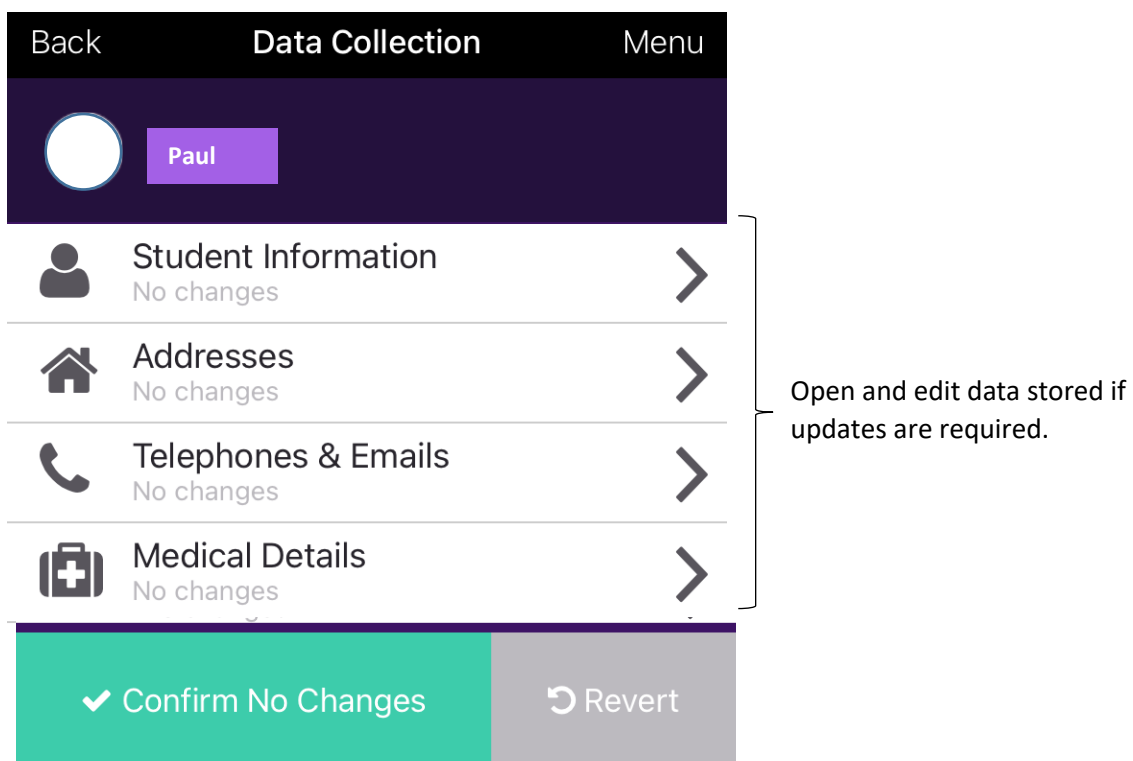 Back Data Collection Menu
Paul
Student Information
No changes
Addresses
No changes
Open and edit data stored if
updates are required.
Telephones & Emails
No changes
Medical Details
No changes
Confirm No Changes Revert